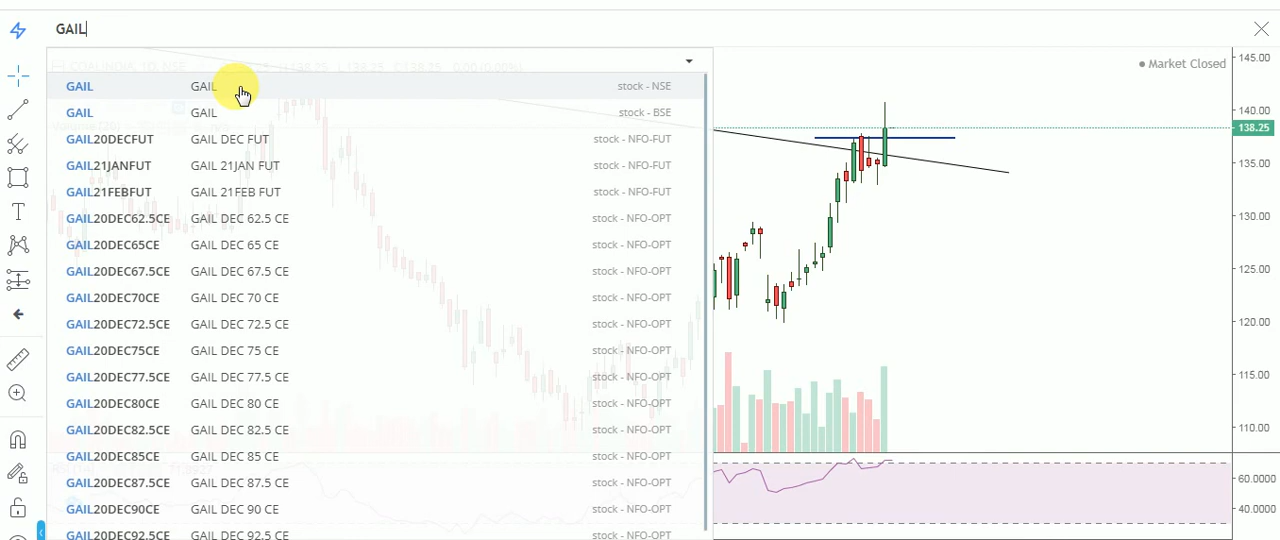 GAIL
Market Closed
GAIL GAIL stock - NSE
GAIL GAIL stock - BSE
GAIL20DECFUT GAIL DEC FUT stock - NFO-FUT
GAIL21JANFUT GAIL 21JAN FUT stock - NFO-FUT
GAIL21FEBFUT GAIL 21FEB FUT stock - NFO-FUT
GAIL20DEC62.5CE GAIL DEC 62.5 CE stock - NFO-OPT
GAIL20DEC65CE GAIL DEC 65 CE stock - NFO-OPT
GAIL20DEC67.5CE GAIL DEC 67.5 CE stock - NFO-OPT
GAIL20DEC70CE GAIL DEC 70 CE stock - NFO-OPT
GAIL20DEC72.5CE GAIL DEC 72.5 CE stock - NFO-OPT
GAIL20DEC75CE GAIL DEC 75 CE stock - NFO-OPT
GAIL20DEC77.5CE GAIL DEC 77.5 CE stock - NFO-OPT
GAIL20DEC80CE GAIL DEC 80 CE stock - NFO-OPT
GAIL20DEC82.5CE GAIL DEC 82.5 CE stock - NFO-OPT
GAIL20DEC85CE GAIL DEC 85 CE stock - NFO-OPT
GAIL20DEC87.5CE GAIL DEC 87.5 CE stock - NFO-OPT
GAIL20DEC90CE GAIL DEC 90 CE stock - NFO-OPT
GAIL20DEC92.5CE GAIL DEC 92.5 CE stock - NFO-OPT
145.00
140.00
138.25
135.00
130.00
125.00
120.00
115.00
110.00
60.0000
40.0000